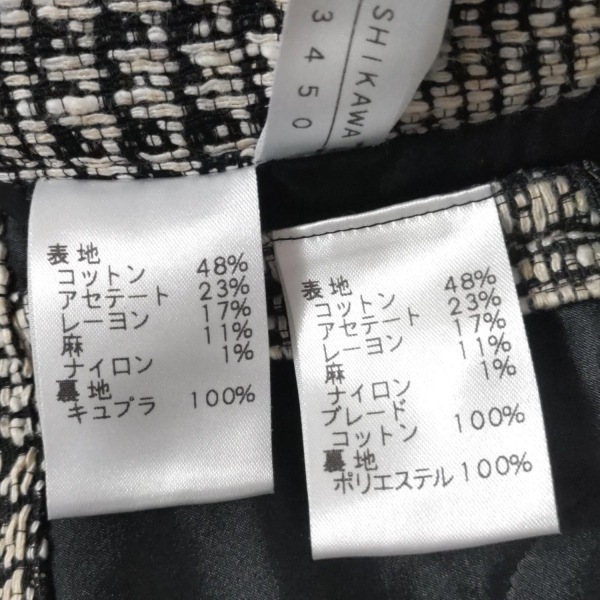 SHIKAWA
3450
表地
コットン 48%
アセテート 23%
レーヨン 17%
麻 11%
ナイロン 1%
裏地
キュプラ 100%
表地
コットン 48%
アセテート 23%
レーヨン 17%
麻 11%
ナイロン 1%
ブレード
コットン 100%
裏地
ポリエステル 100%